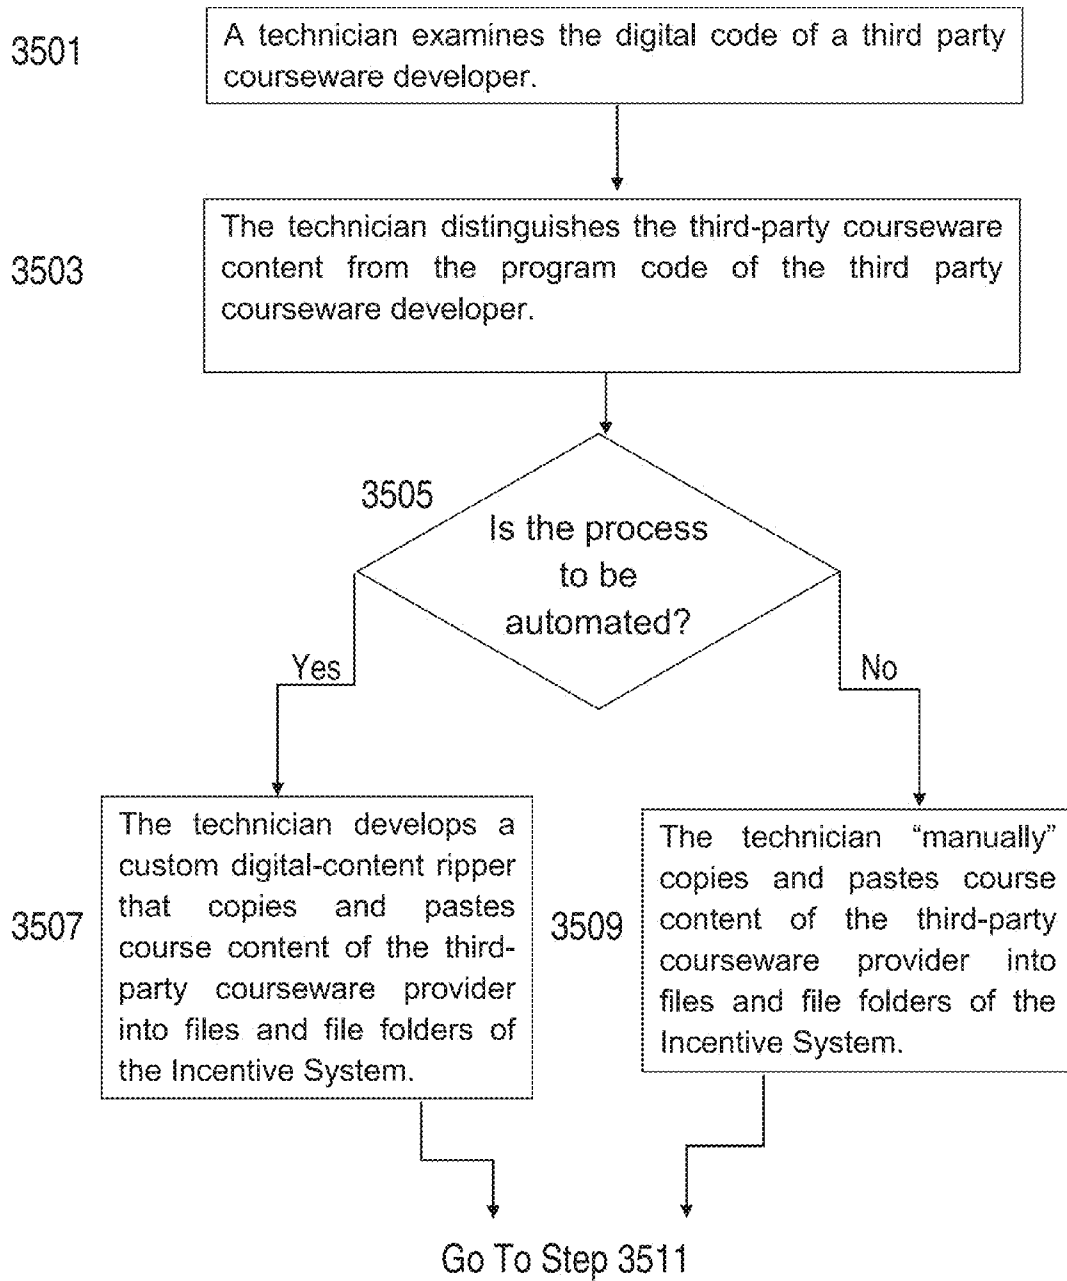 3501
A technician examines the digital code of a third party
courseware developer.
3503
The technician distinguishes the third-party courseware
content from the program code of the third party
courseware developer.
3505
Is the process
to be
automated?
Yes
No
3507
The technician develops a
custom digital-content ripper
that copies and pastes
course content of the third-
party courseware provider
into files and file folders of
the Incentive System.
3509
The technician “manually”
copies and pastes course
content of the third-party
courseware provider into
files and file folders of the
Incentive System.
Go To Step 3511